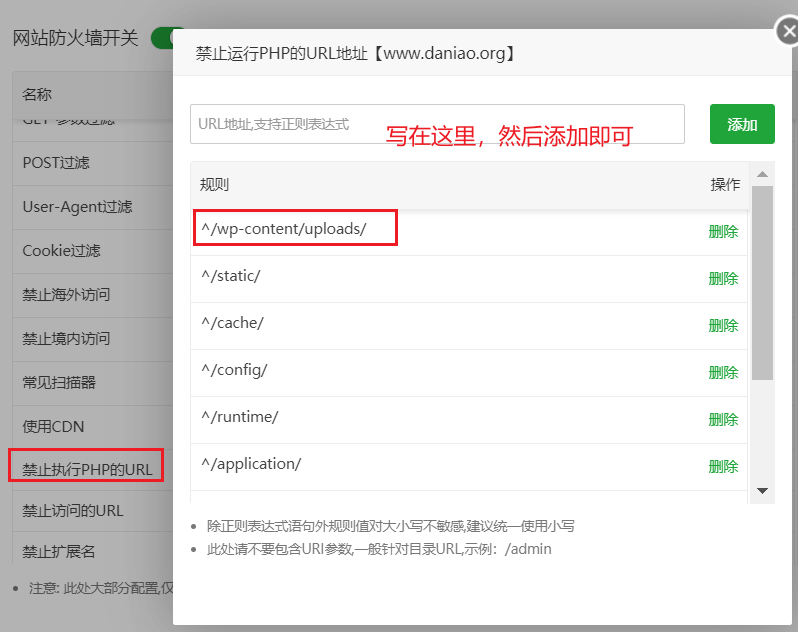 网站防火墙开关
名称
GET-参数过滤
POST过滤
User-Agent过滤
Cookie过滤
禁止海外访问
禁止境内访问
常见扫描器
使用CDN
禁止执行PHP的URL
禁止访问的URL
禁止扩展名
注意: 此处大部分配置,仅
禁止运行PHP的URL地址【www.daniao.org】
URL地址,支持正则表达式
写在这里，然后添加即可
添加
规则 操作
^/wp-content/uploads/ 删除
^/static/ 删除
^/cache/ 删除
^/config/ 删除
^/runtime/ 删除
^/application/ 删除
除正则表达式语句外规则值对大小写不敏感,建议统一使用小写
此处请不要包含URI参数,一般针对目录URL,示例：/admin